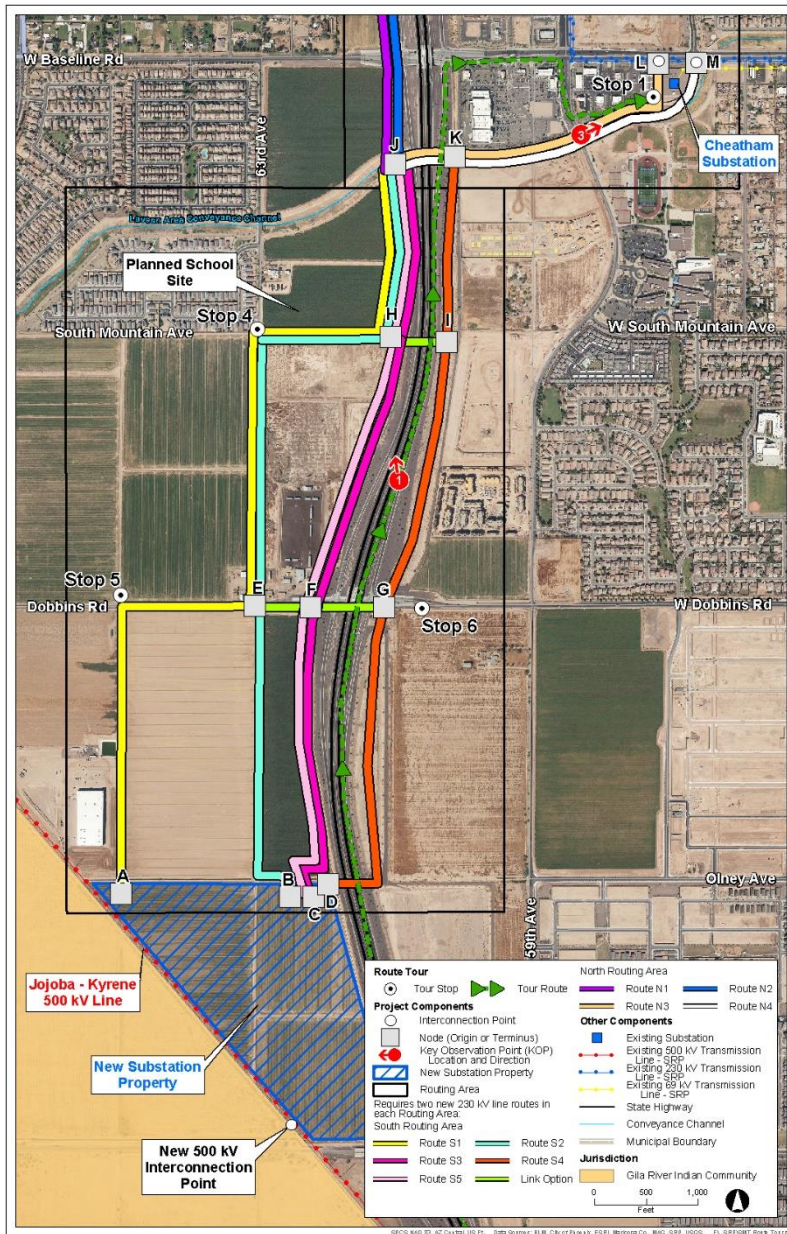 W Baseline Rd
L
M
Stop 1
3
Cheatham
Substation
63rd Ave
J
K
Laveen Area Conveyance Channel
Planned School
Site
Stop 4
South Mountain Ave
H
I
W South Mountain Ave
1
Stop 5
Dobbins Rd
E
F
G
Stop 6
W Dobbins Rd
A
B
C
D
Olney Ave
59th Ave
Jojoba - Kyrene
500 kV Line
New Substation
Property
New 500 kV
Interconnection
Point
Route Tour
Tour Stop
Tour Route
Project Components
Interconnection Point
Node (Origin or Terminus)
Key Observation Point (KOP)
Location and Direction
New Substation Property
Routing Area
Requires two new 230 kV line routes in
each Routing Area:
South Routing Area
Route S1
Route S2
Route S3
Route S4
Route S5
Link Option
North Routing Area
Route N1
Route N2
Route N3
Route N4
Other Components
Existing Substation
Existing 500 kV Transmission
Line - SRP
Existing 230 kV Transmission
Line - SRP
Existing 69 kV Transmission
Line - SRP
State Highway
Conveyance Channel
Municipal Boundary
Jurisdiction
Gila River Indian Community
0 500 1,000
Feet